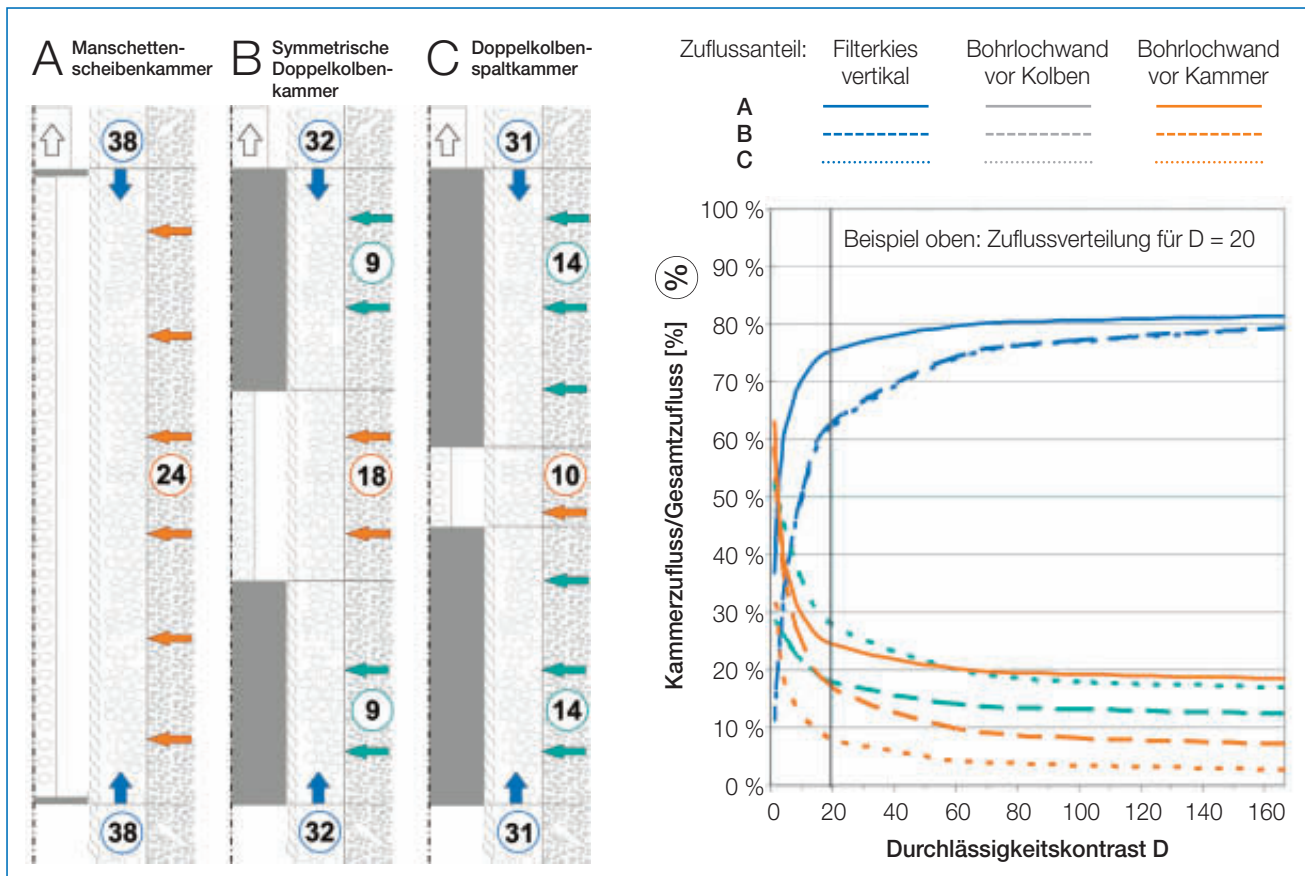 A Manschetten-
scheibenkammer
B Symmetrische
Doppelkolben-
kammer
C Doppelkolben-
spaltkammer
38
32
31
9
14
24
18
10
9
14
38
32
31
Zuflussanteil:
Filterkies
vertikal
Bohrlochwand
vor Kolben
Bohrlochwand
vor Kammer
A
B
C
Beispiel oben: Zuflussverteilung für D = 20
%
Kammerzufluss/Gesamtzufluss [%]
100 %
90 %
80 %
70 %
60 %
50 %
40 %
30 %
20 %
10 %
0 %
0 20 40 60 80 100 120 140 160
Durchlässigkeitskontrast D